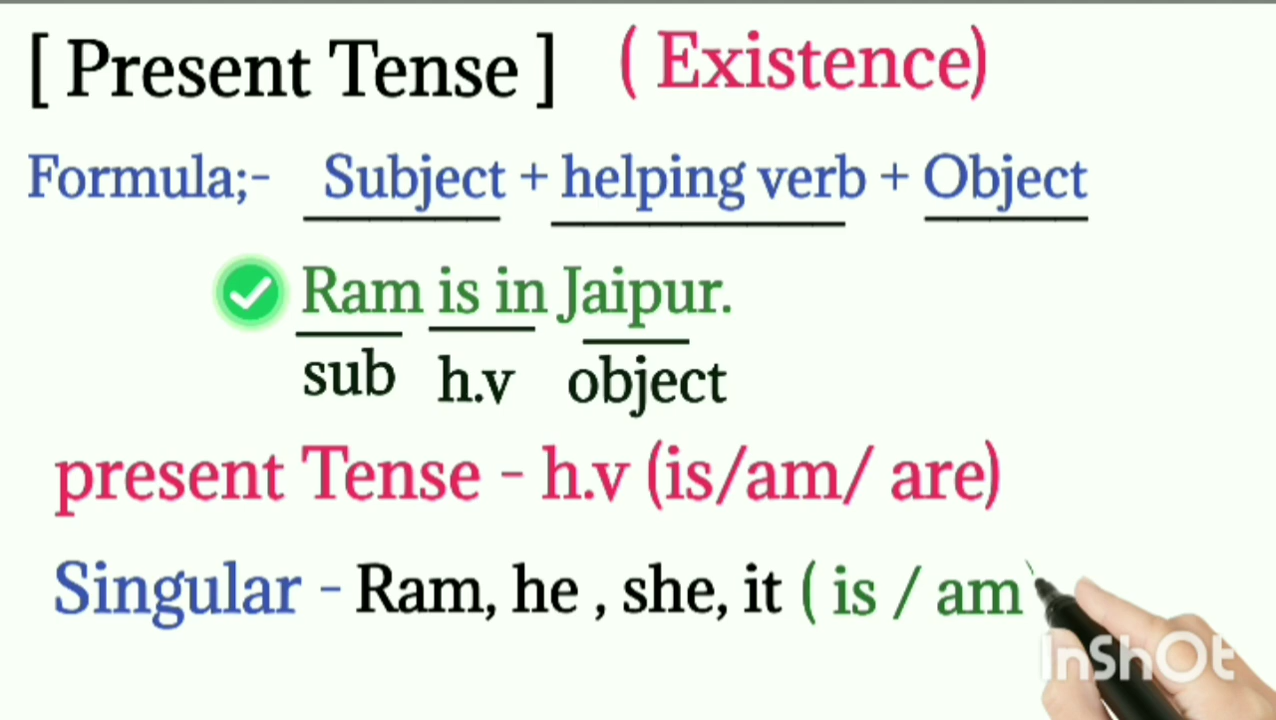 [ Present Tense ] ( Existence)
Formula;- Subject + helping verb + Object
Ram is in Jaipur.
sub h.v object
present Tense - h.v (is/am/ are)
Singular - Ram, he , she, it ( is / am
InShOt